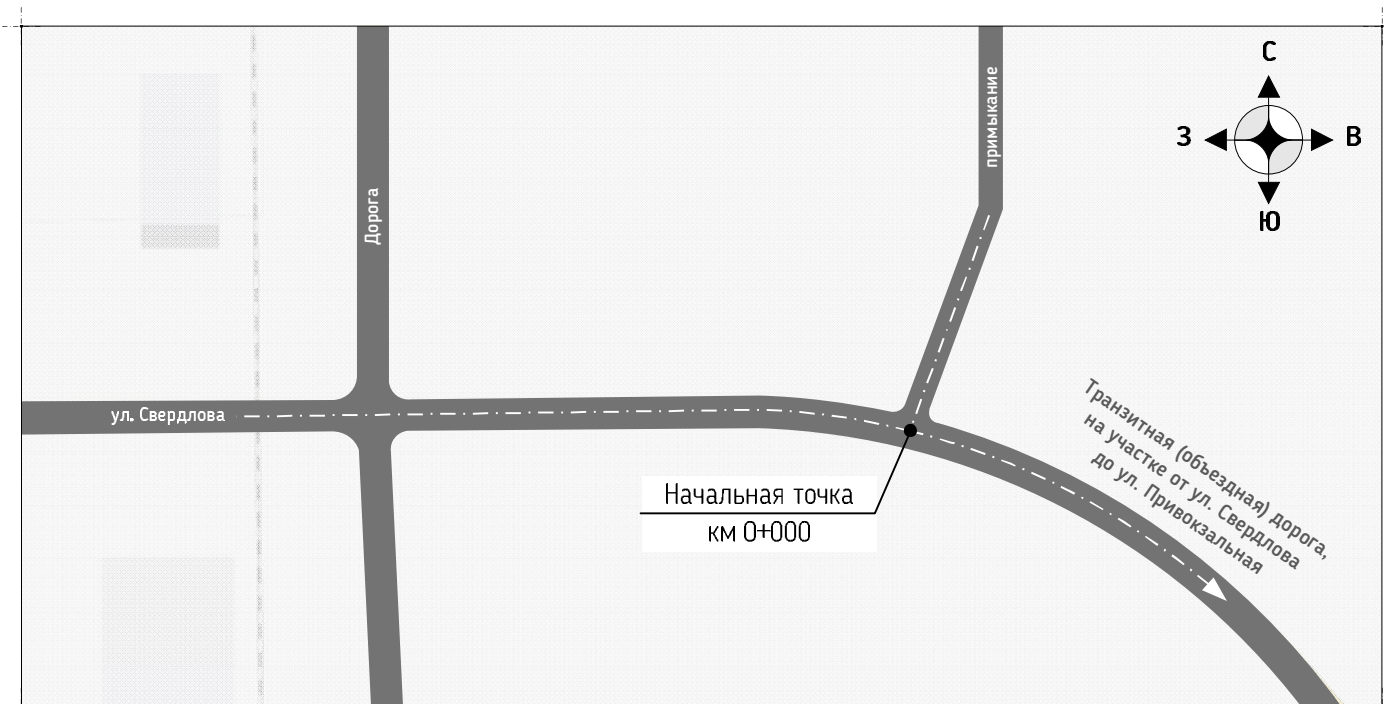 С
З
В
Ю
примыкание
Дорога
ул. Свердлова
Транзитная (объездная) дорога,
на участке от ул. Свердлова
до ул. Привокзальная
Начальная точка
км 0+000